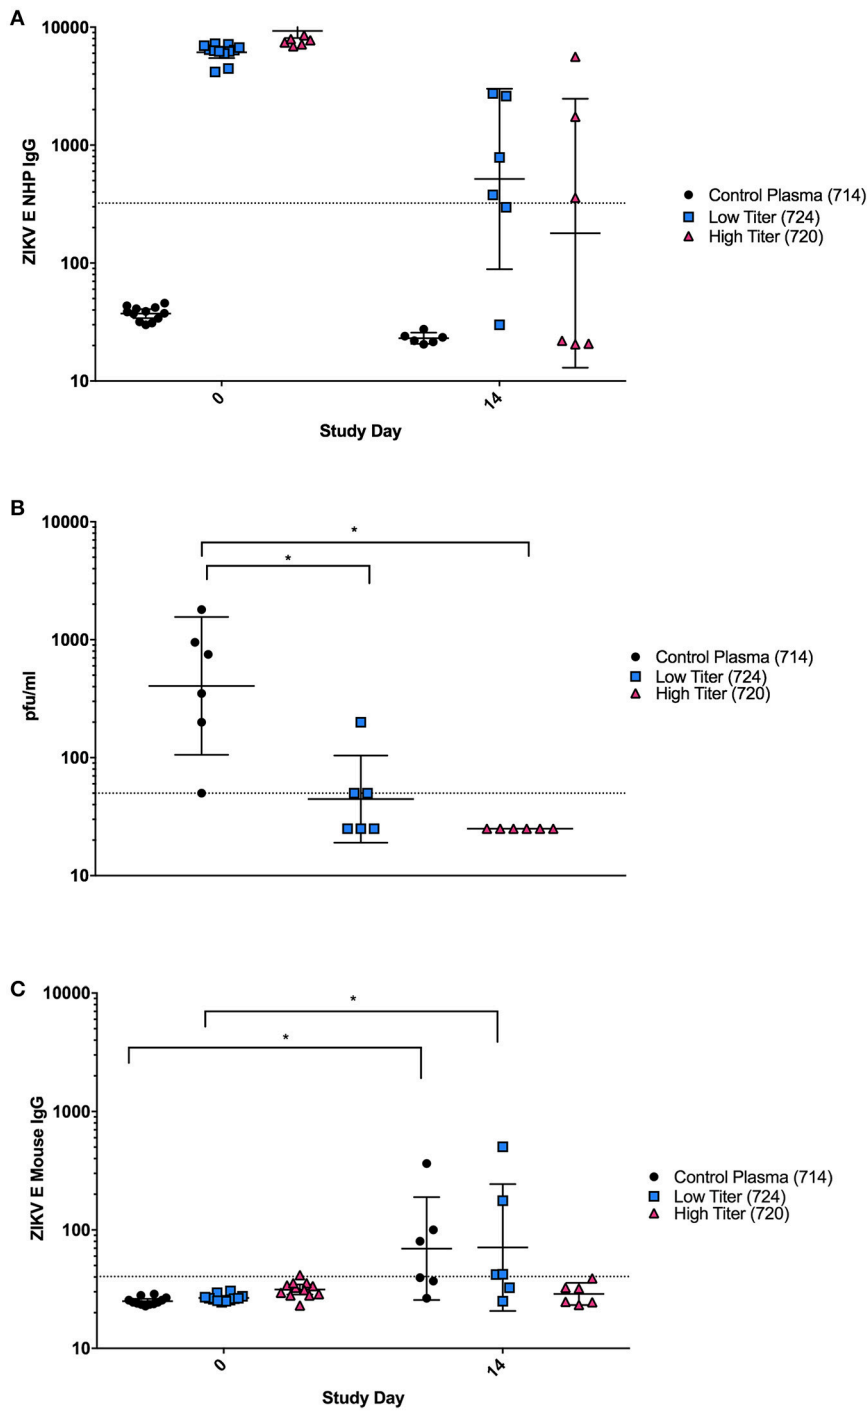 A
10000
1000
100
10
ZIKV E NHP IgG
0
14
Study Day
Control Plasma (714)
Low Titer (724)
High Titer (720)
B
10000
1000
100
10
pfu/ml
*
*
Control Plasma (714)
Low Titer (724)
High Titer (720)
C
10000
1000
100
10
ZIKV E Mouse IgG
*
*
0
14
Study Day
Control Plasma (714)
Low Titer (724)
High Titer (720)